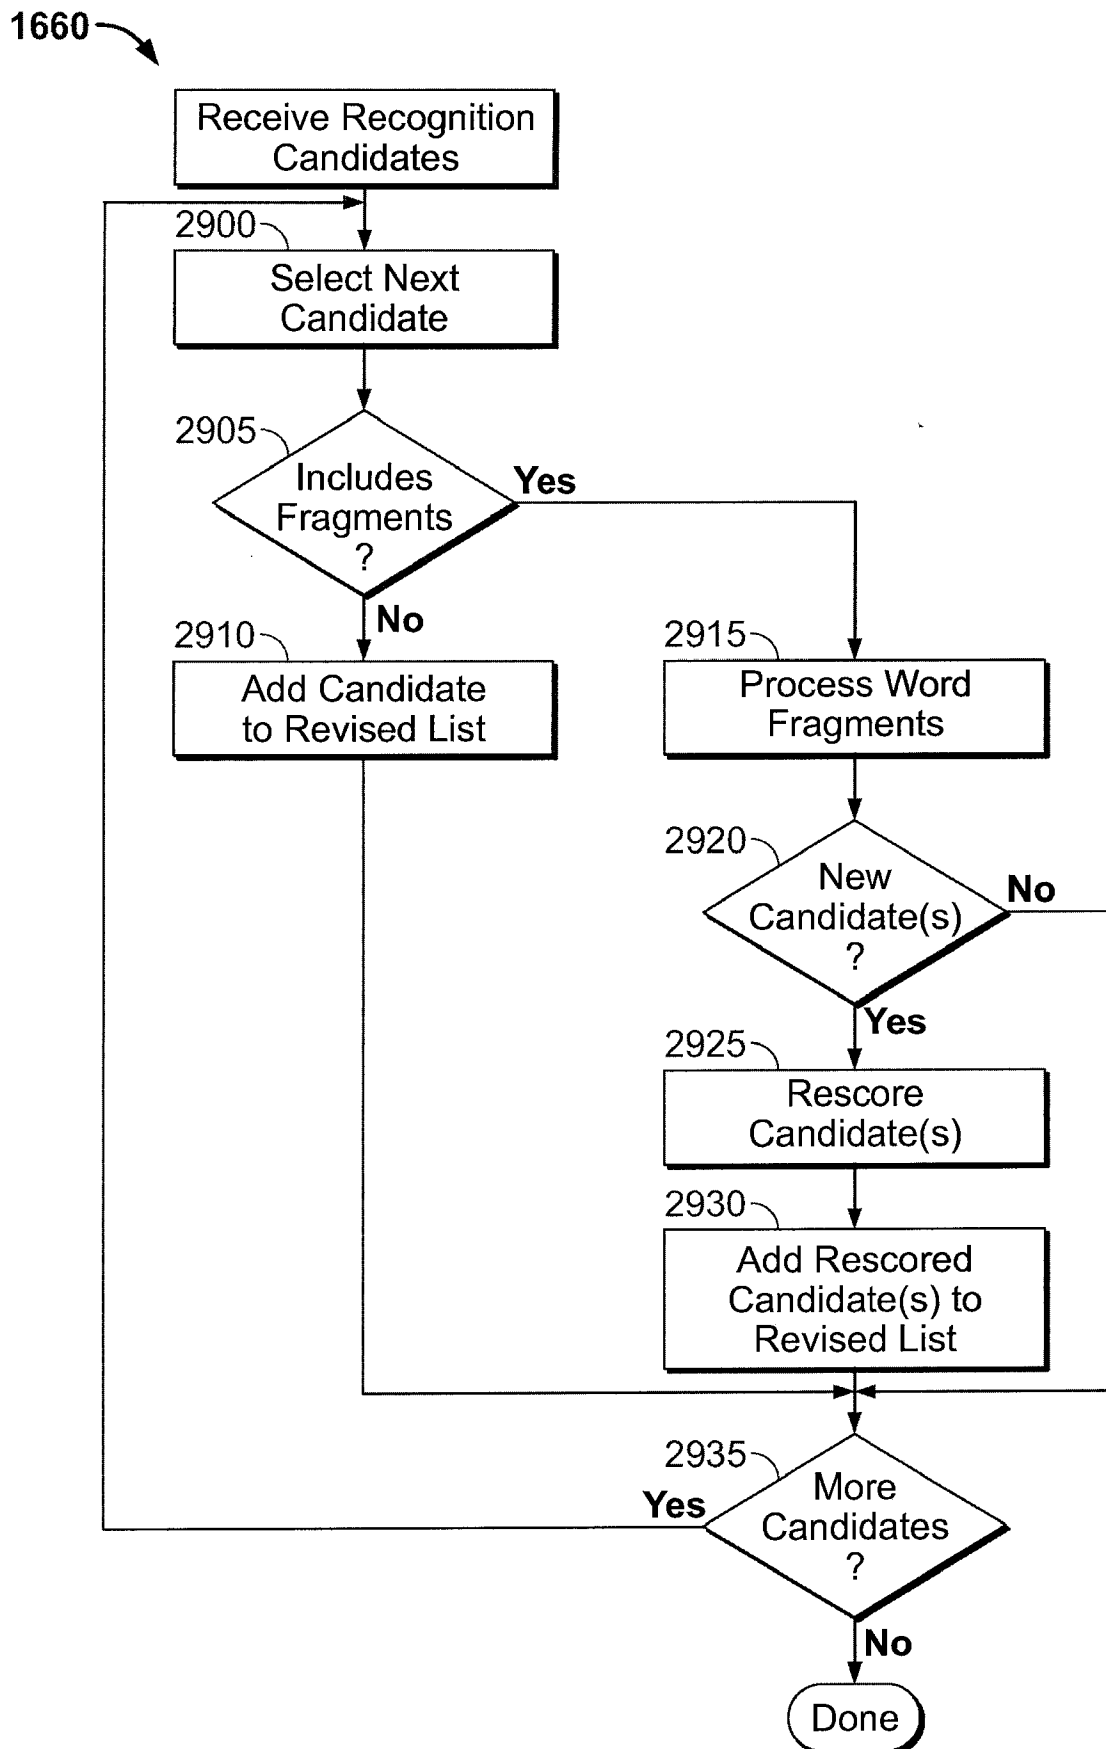 1660
Receive Recognition
Candidates
2900
Select Next
Candidate
2905
Includes
Fragments
?
Yes
No
2910
Add Candidate
to Revised List
2915
Process Word
Fragments
2920
New
Candidate(s)
?
No
Yes
2925
Rescore
Candidate(s)
2930
Add Rescored
Candidate(s) to
Revised List
2935
More
Candidates
?
Yes
No
Done